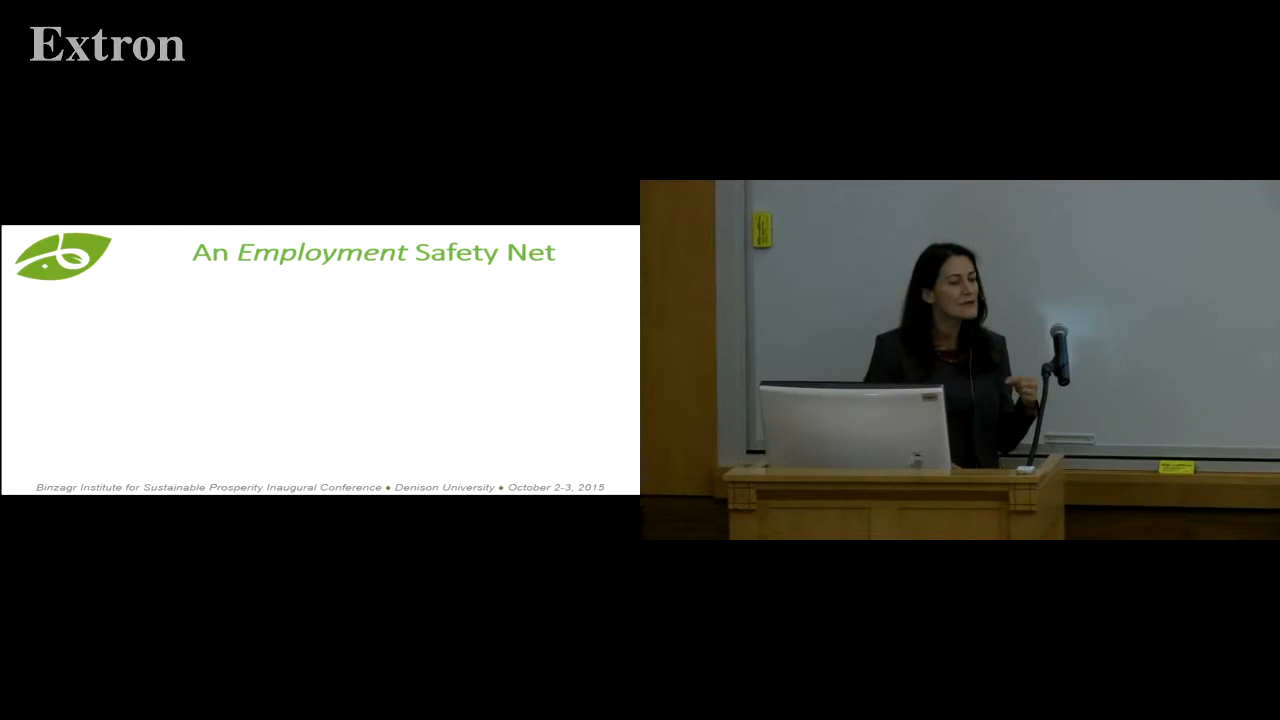 Extron
An Employment Safety Net
Binzagr Institute for Sustainable Prosperity Inaugural Conference ♦ Denison University ♦ October 2-3, 2015